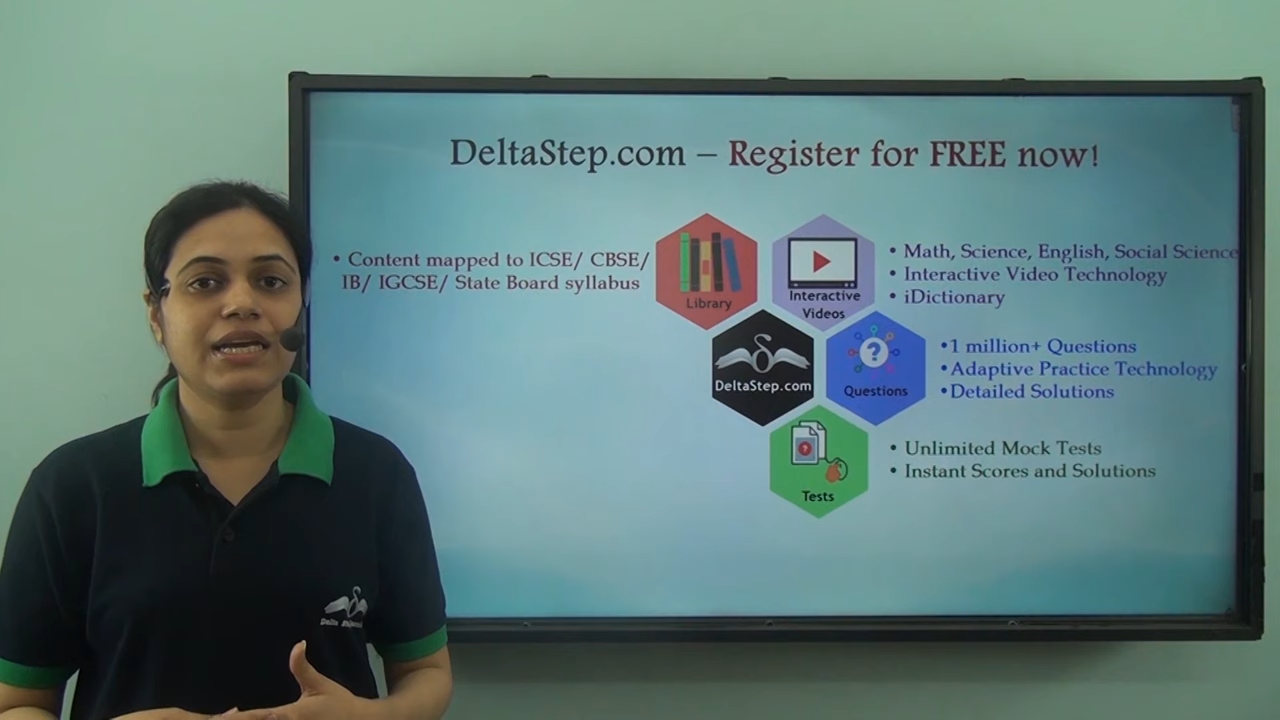 DeltaStep.com – Register for FREE now!
• Content mapped to ICSE/ CBSE/
IB/ IGCSE/ State Board syllabus
Library
Interactive
Videos
• Math, Science, English, Social Science
• Interactive Video Technology
• iDictionary
DeltaStep.com
Questions
•1 million+ Questions
•Adaptive Practice Technology
•Detailed Solutions
Tests
• Unlimited Mock Tests
• Instant Scores and Solutions
Delta